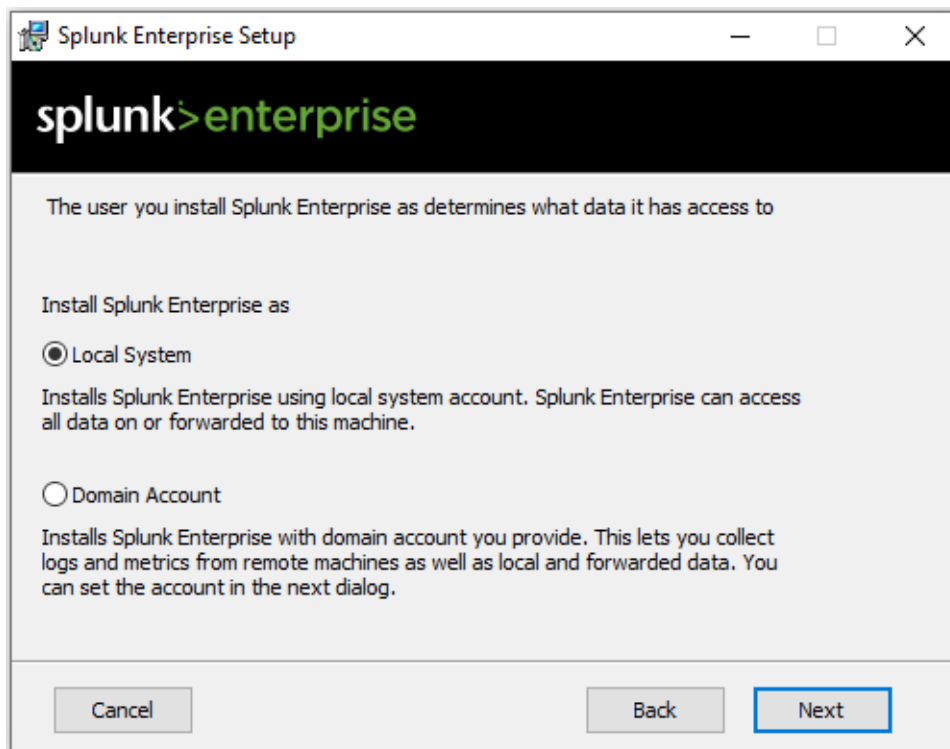 Splunk Enterprise Setup
splunk>enterprise
The user you install Splunk Enterprise as determines what data it has access to
Install Splunk Enterprise as
Local System
Installs Splunk Enterprise using local system account. Splunk Enterprise can access
all data on or forwarded to this machine.
Domain Account
Installs Splunk Enterprise with domain account you provide. This lets you collect
logs and metrics from remote machines as well as local and forwarded data. You
can set the account in the next dialog.
Cancel Back Next